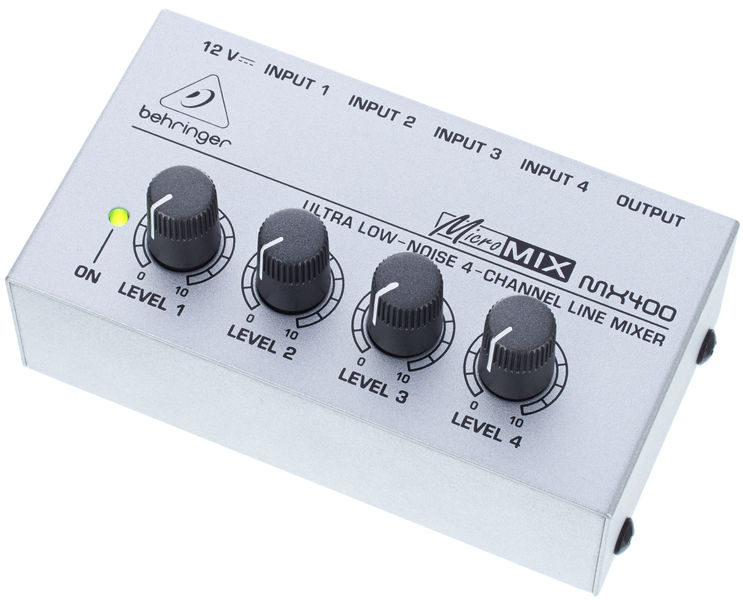 12 V⎓
INPUT 1
INPUT 2
INPUT 3
INPUT 4
OUTPUT
behringer
Micro MIX MX400
ULTRA LOW-NOISE 4-CHANNEL LINE MIXER
ON
0 10
LEVEL 1
0 10
LEVEL 2
0 10
LEVEL 3
0 10
LEVEL 4